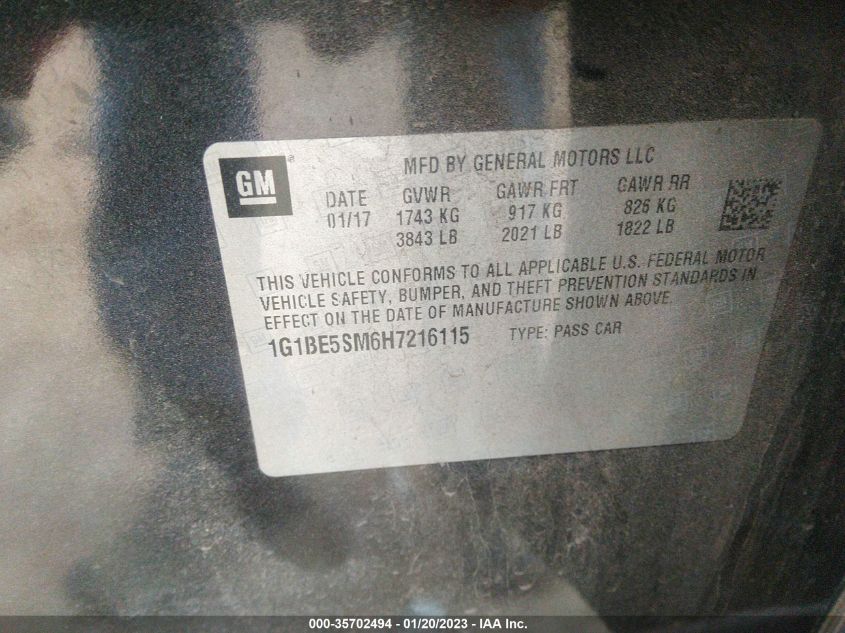 MFD BY GENERAL MOTORS LLC
GM®
DATE GVWR GAWR FRT GAWR RR
01/17 1743 KG 917 KG 826 KG
3843 LB 2021 LB 1822 LB
THIS VEHICLE CONFORMS TO ALL APPLICABLE U.S. FEDERAL MOTOR
VEHICLE SAFETY, BUMPER, AND THEFT PREVENTION STANDARDS IN
EFFECT ON THE DATE OF MANUFACTURE SHOWN ABOVE.
1G1BE5SM6H7216115 TYPE: PASS CAR
000-35702494 - 01/20/2023 - IAA Inc.